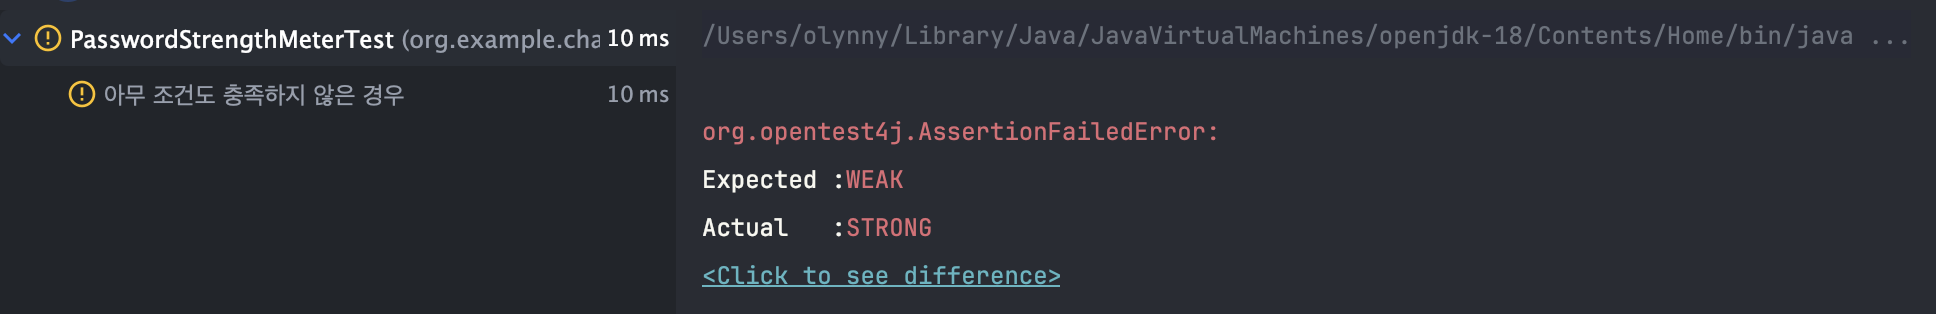 PasswordStrengthMeterTest (org.example.cha 10 ms
아무 조건도 충족하지 않은 경우 10 ms
/Users/olynny/Library/Java/JavaVirtualMachines/openjdk-18/Contents/Home/bin/java ...
org.opentest4j.AssertionFailedError:
Expected :WEAK
Actual   :STRONG
<Click to see difference>